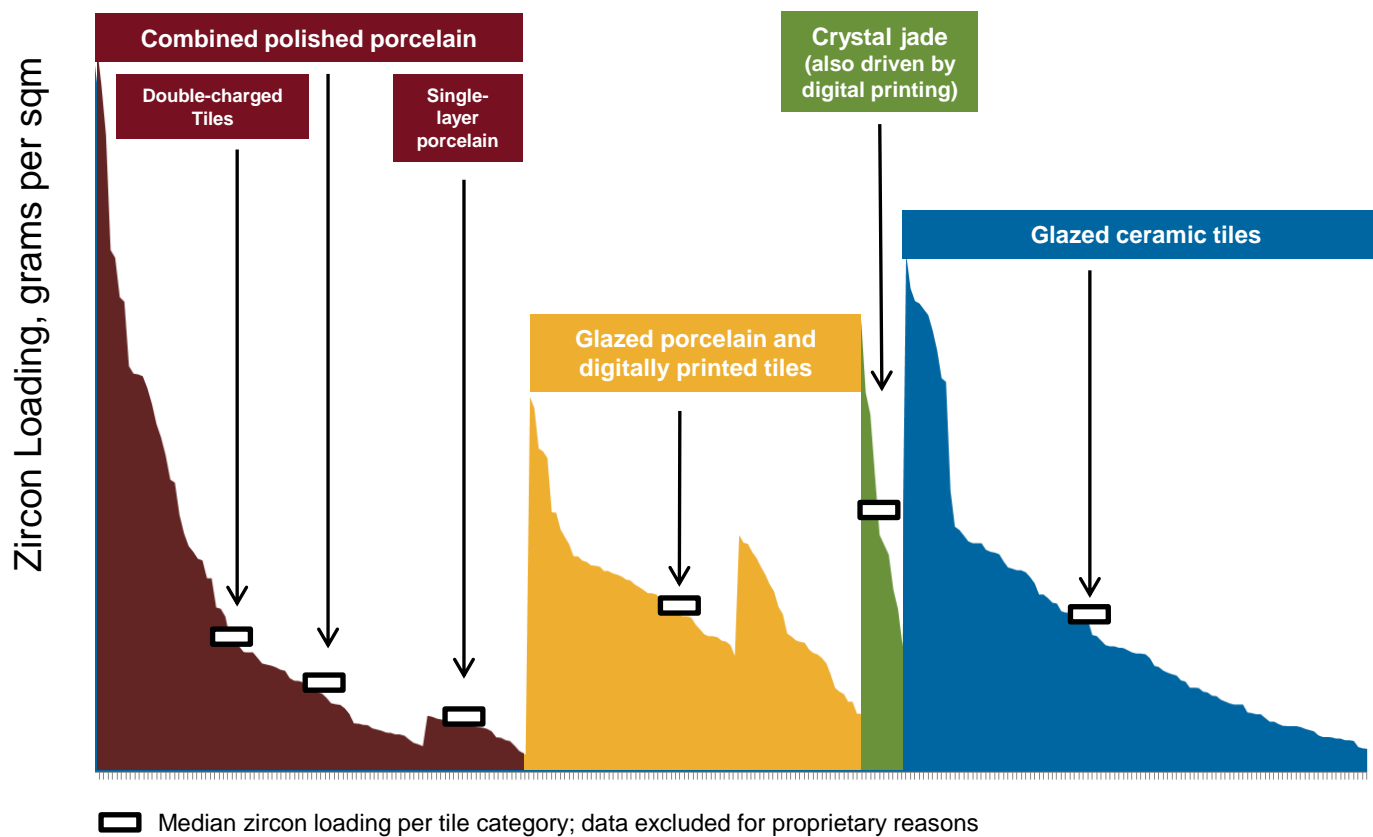 Combined polished porcelain
Double-charged
Tiles
Single-
layer
porcelain
Crystal jade
(also driven by
digital printing)
Glazed ceramic tiles
Glazed porcelain and
digitally printed tiles
Zircon Loading, grams per sqm
Median zircon loading per tile category; data excluded for proprietary reasons